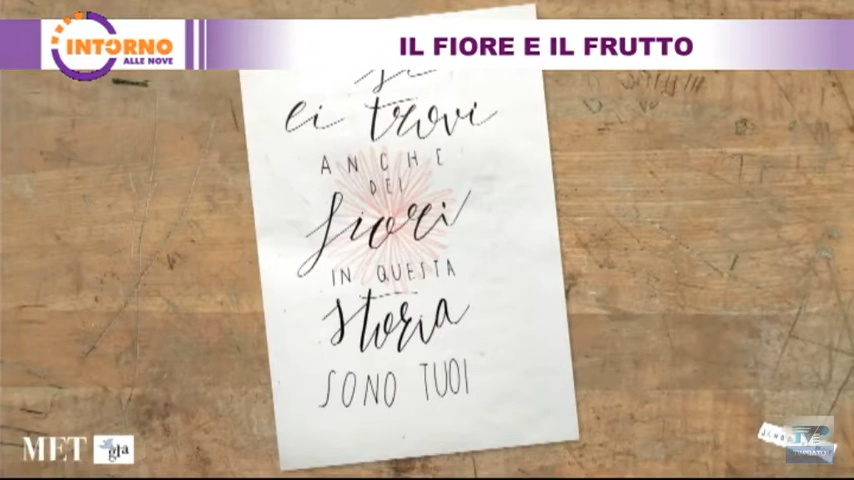 INTORNO
ALLE NOVE
IL FIORE E IL FRUTTO
ci trovi
ANCHE
DEI
fiori
IN QUESTA
storia
SONO TUOI
MET
gta
LIVE